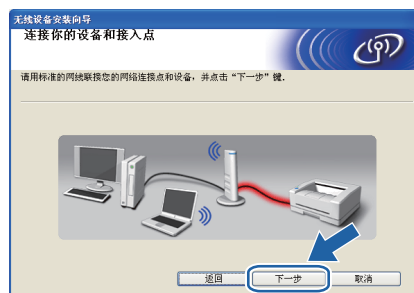 无线设备安装向导
连接你的设备和接入点
请用标准的网线联接您的网络连接点和设备，并点击“下一步”键．
返回
下一步
取消